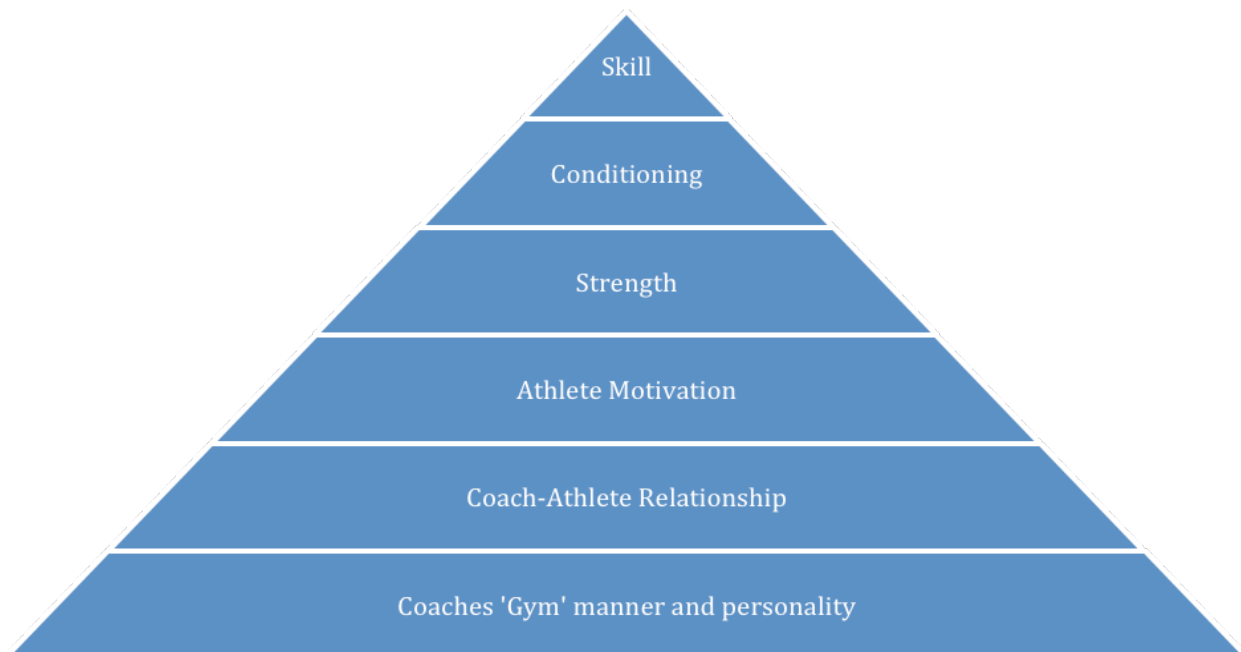 Skill
Conditioning
Strength
Athlete Motivation
Coach-Athlete Relationship
Coaches 'Gym' manner and personality